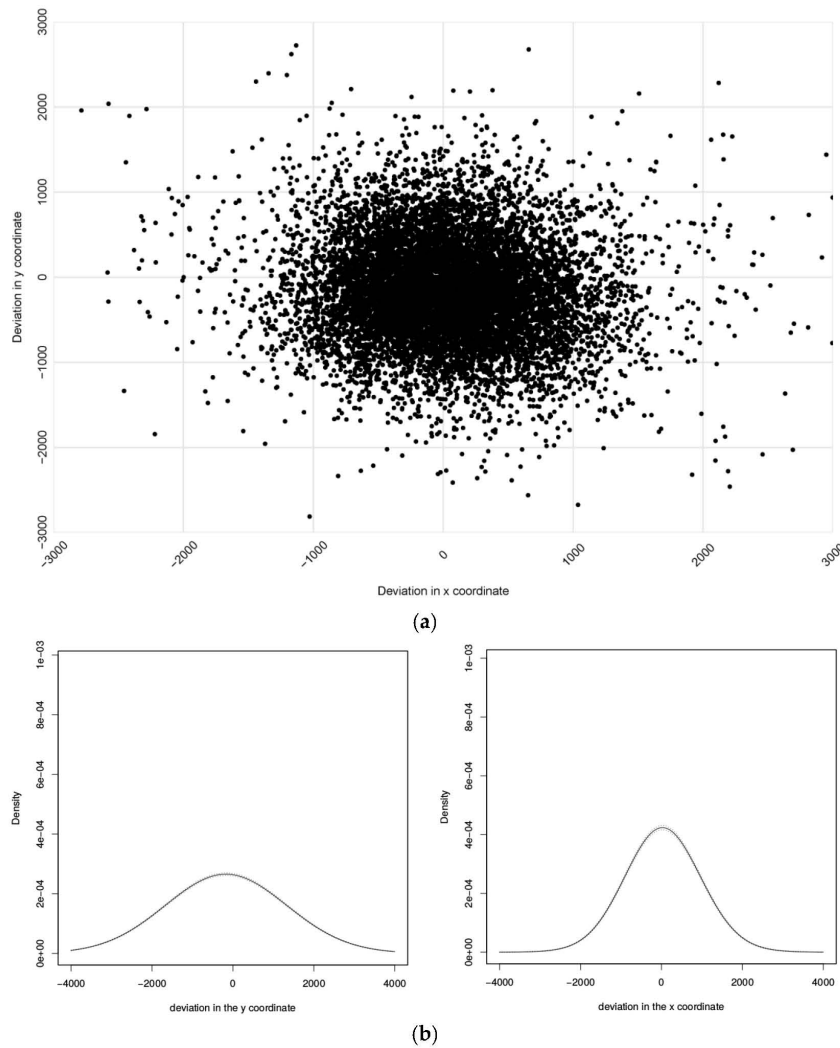 3000
2000
1000
0
−1000
−2000
−3000
Deviation in y coordinate
−3000
−2000
−1000
0
1000
2000
3000
Deviation in x coordinate
(a)
1e−03
8e−04
6e−04
4e−04
2e−04
0e+00
Density
−4000 −2000 0 2000 4000
deviation in the y coordinate
1e−03
8e−04
6e−04
4e−04
2e−04
0e+00
Density
−4000 −2000 0 2000 4000
deviation in the x coordinate
(b)